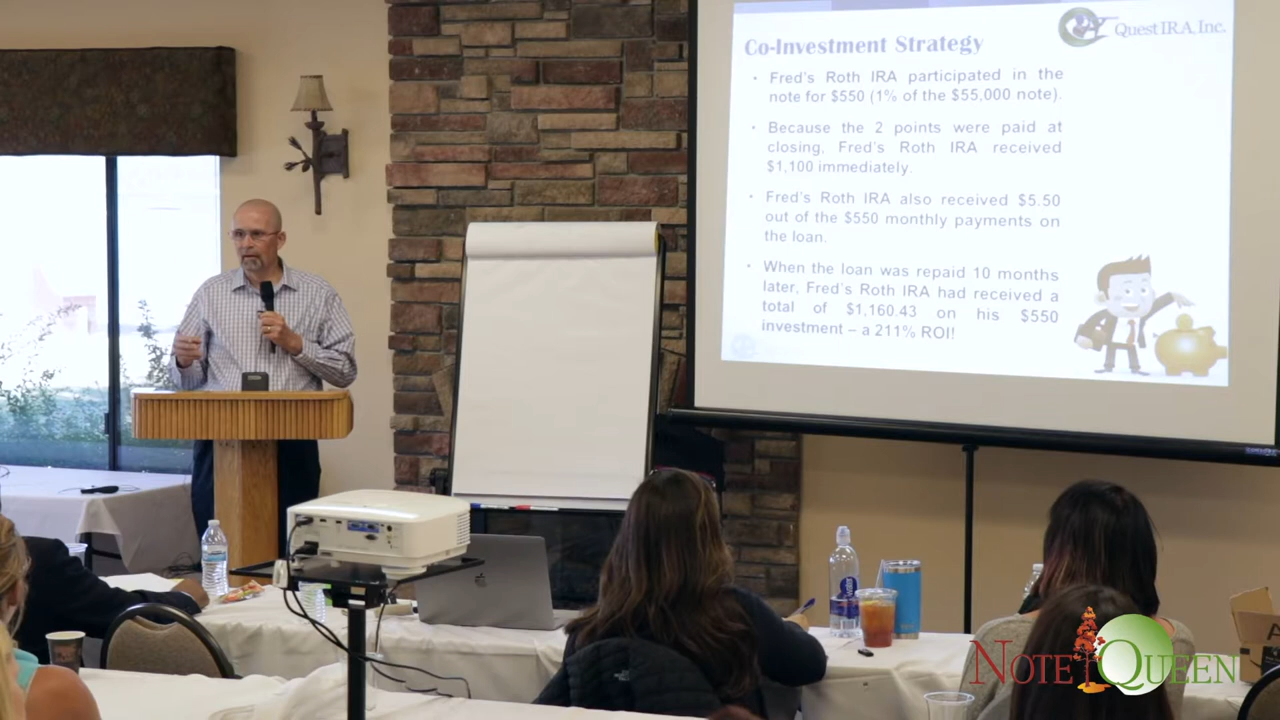 QuestIRA, Inc.
Co-Investment Strategy
• Fred's Roth IRA participated in the
note for $550 (1% of the $55,000 note).
• Because the 2 points were paid at
closing, Fred's Roth IRA received
$1,100 immediately.
• Fred's Roth IRA also received $5.50
out of the $550 monthly payments on
the loan.
• When the loan was repaid 10 months
later, Fred's Roth IRA had received a
total of $1,160.43 on his $550
investment – a 211% ROI!
NOTE QUEEN